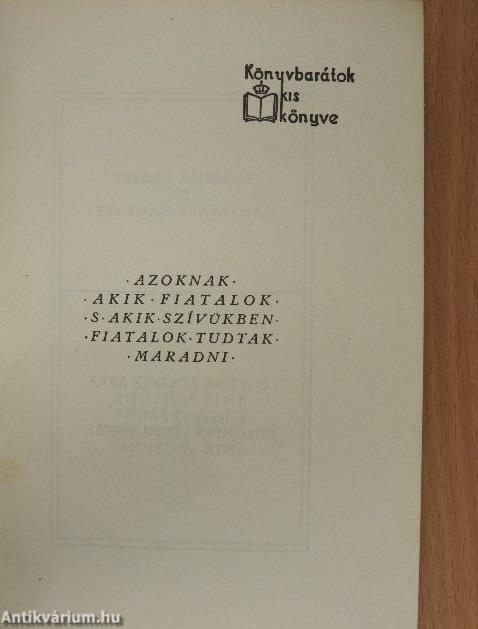 Könyvbarátok
kis
könyve
· AZOKNAK ·
· AKIK · FIATALOK ·
· S · AKIK · SZÍVÜKBEN ·
· FIATALOK · TUDTAK ·
· MARADNI ·
Antikvárium.hu